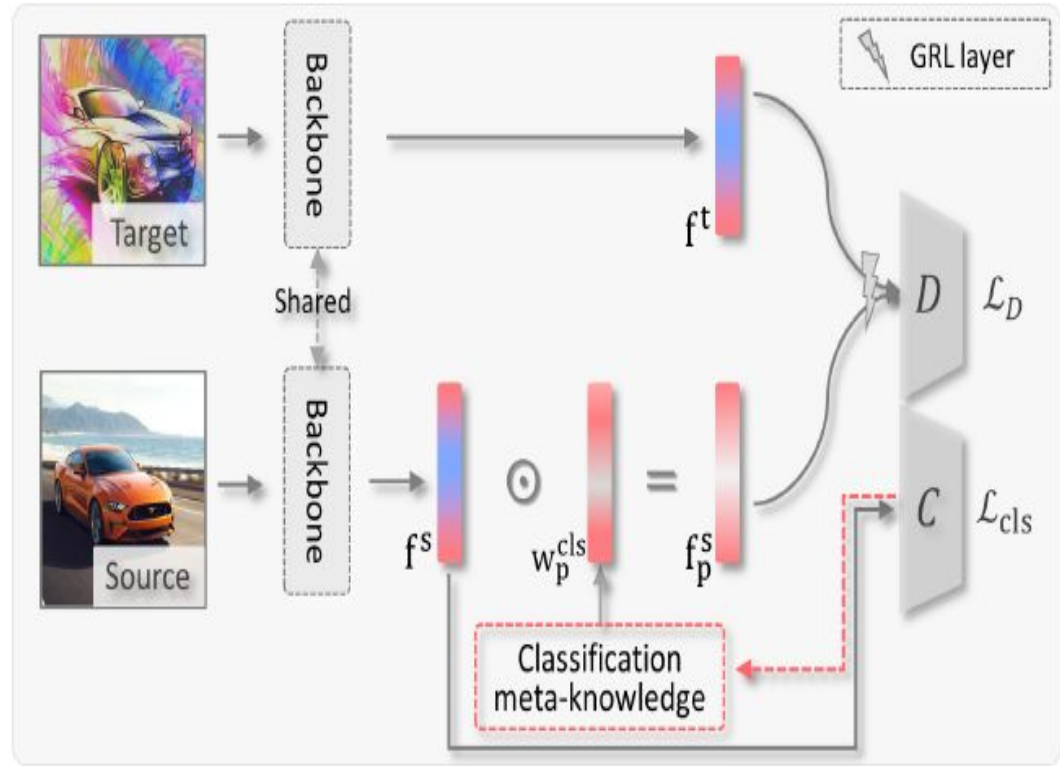 GRL layer
Backbone
Target
f^t
Shared
D
ℒ_D
Backbone
Source
f^s
⊙
w_p^cls
=
f_p^s
C
ℒ_cls
Classification
meta-knowledge